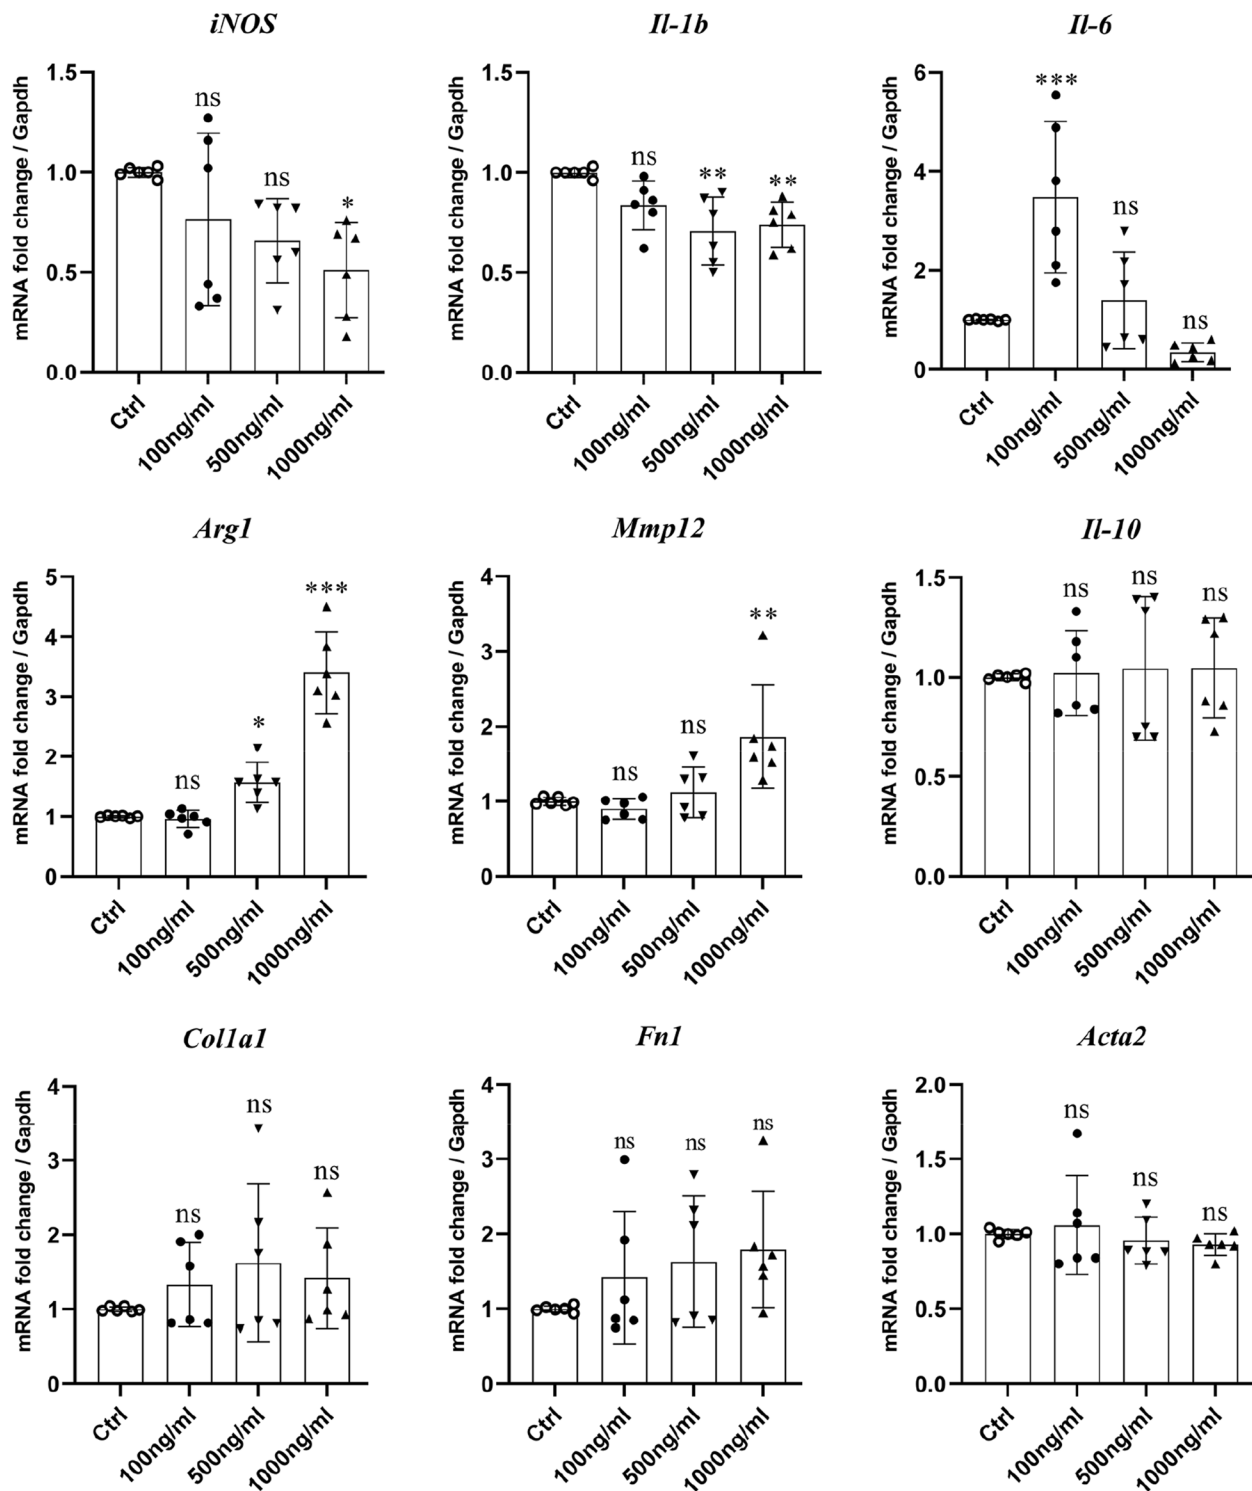 iNOS Il-1b Il-6
mRNA fold change / Gapdh
1.5
1.0
0.5
0.0
ns
ns
*
Ctrl
100ng/ml
500ng/ml
1000ng/ml
mRNA fold change / Gapdh
1.5
1.0
0.5
0.0
ns
**
**
Ctrl
100ng/ml
500ng/ml
1000ng/ml
mRNA fold change / Gapdh
6
4
2
0
***
ns
ns
Ctrl
100ng/ml
500ng/ml
1000ng/ml
Arg1 Mmp12 Il-10
mRNA fold change / Gapdh
5
4
3
2
1
0
ns
*
***
Ctrl
100ng/ml
500ng/ml
1000ng/ml
mRNA fold change / Gapdh
4
3
2
1
0
ns
ns
**
Ctrl
100ng/ml
500ng/ml
1000ng/ml
mRNA fold change / Gapdh
1.5
1.0
0.5
0.0
ns
ns
ns
Ctrl
100ng/ml
500ng/ml
1000ng/ml
Col1a1 Fn1 Acta2
mRNA fold change / Gapdh
4
3
2
1
0
ns
ns
ns
Ctrl
100ng/ml
500ng/ml
1000ng/ml
mRNA fold change / Gapdh
4
3
2
1
0
ns
ns
ns
Ctrl
100ng/ml
500ng/ml
1000ng/ml
mRNA fold change / Gapdh
2.0
1.5
1.0
0.5
0.0
ns
ns
ns
Ctrl
100ng/ml
500ng/ml
1000ng/ml